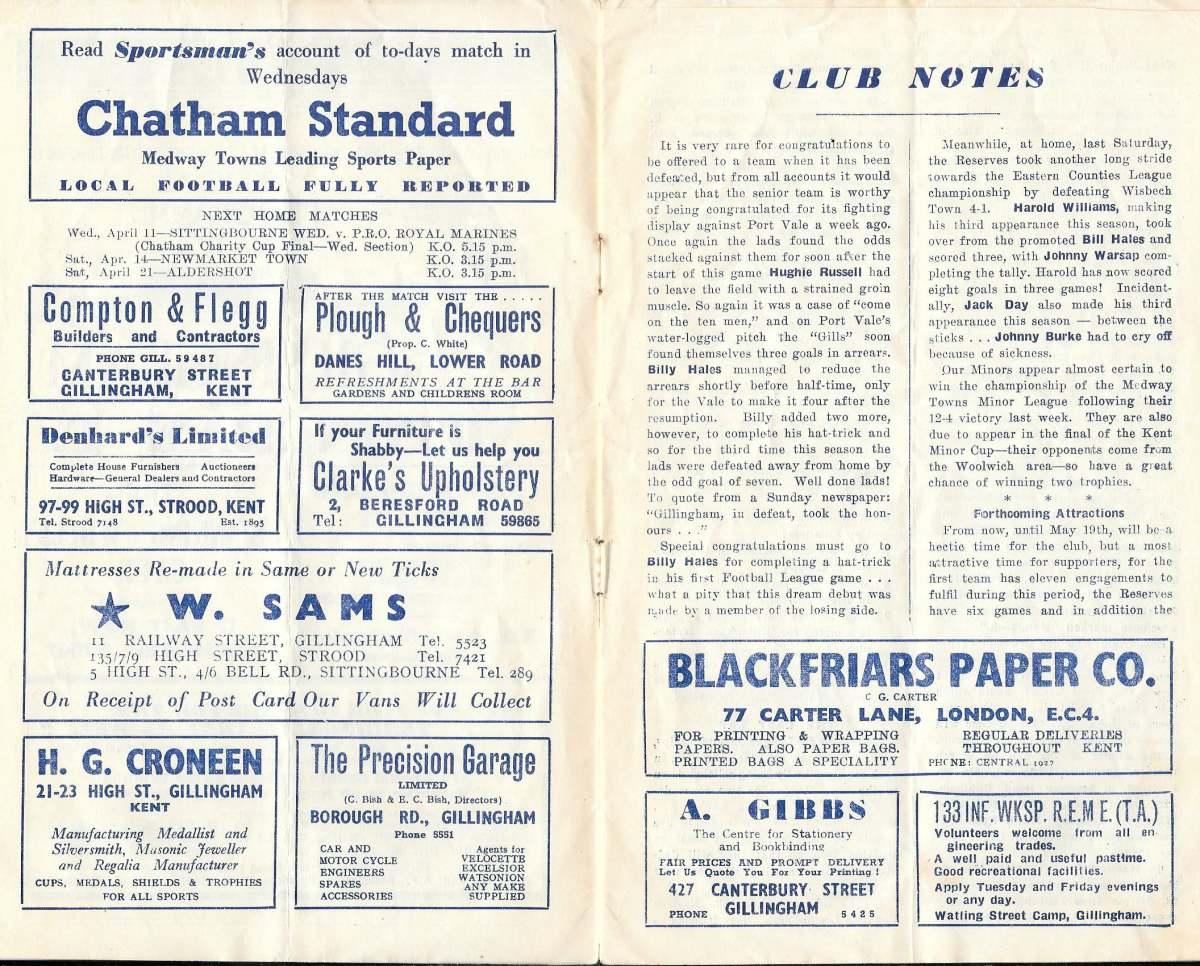 Read Sportsman's account of to-days match in
Wednesdays
Chatham Standard
Medway Towns Leading Sports Paper
LOCAL FOOTBALL FULLY REPORTED
NEXT HOME MATCHES
Wed., April 11—SITTINGBOURNE WED. v. P.R.O. ROYAL MARINES
(Chatham Charity Cup Final—Wed. Section) K.O. 5.15 p.m.
Sat., Apr. 14—NEWMARKET TOWN K.O. 3.15 p.m.
Sat, April 21—ALDERSHOT K.O. 3.15 p.m.
Compton & Flegg
Builders and Contractors
PHONE GILL. 59487
CANTERBURY STREET
GILLINGHAM, KENT
AFTER THE MATCH VISIT THE . . . . .
Plough & Chequers
(Prop. C. White)
DANES HILL, LOWER ROAD
REFRESHMENTS AT THE BAR
GARDENS AND CHILDRENS ROOM
Denhard's Limited
Complete House Furnishers Auctioneers
Hardware—General Dealers and Contractors
97-99 HIGH ST., STROOD, KENT
Tel. Strood 7148 Est. 1895
If your Furniture is
Shabby—Let us help you
Clarke's Upholstery
2, BERESFORD ROAD
Tel: GILLINGHAM 59865
Mattresses Re-made in Same or New Ticks
W. SAMS
11 RAILWAY STREET, GILLINGHAM Tel. 5523
135/7/9 HIGH STREET, STROOD Tel. 7421
5 HIGH ST., 4/6 BELL RD., SITTINGBOURNE Tel. 289
On Receipt of Post Card Our Vans Will Collect
H. G. CRONEEN
21-23 HIGH ST., GILLINGHAM
KENT
Manufacturing Medallist and
Silversmith, Masonic Jeweller
and Regalia Manufacturer
CUPS, MEDALS, SHIELDS & TROPHIES
FOR ALL SPORTS
The Precision Garage
LIMITED
(C. Bish & E. C. Bish, Directors)
BOROUGH RD., GILLINGHAM
Phone 5551
CAR AND
MOTOR CYCLE
ENGINEERS
SPARES
ACCESSORIES
Agents for
VELOCETTE
EXCELSIOR
WATSONION
ANY MAKE
SUPPLIED
CLUB NOTES
It is very rare for congratulations to
be offered to a team when it has been
defeated, but from all accounts it would
appear that the senior team is worthy
of being congratulated for its fighting
display against Port Vale a week ago.
Once again the lads found the odds
stacked against them for soon after the
start of this game Hughie Russell had
to leave the field with a strained groin
muscle. So again it was a case of "come
on the ten men," and on Port Vale's
water-logged pitch the "Gills" soon
found themselves three goals in arrears.
Billy Hales managed to reduce the
arrears shortly before half-time, only
for the Vale to make it four after the
resumption. Billy added two more,
however, to complete his hat-trick and
so for the third time this season the
lads were defeated away from home by
the odd goal of seven. Well done lads!
To quote from a Sunday newspaper:
"Gillingham, in defeat, took the hon-
ours . . ."
Special congratulations must go to
Billy Hales for completing a hat-trick
in his first Football League game . . .
what a pity that this dream debut was
made by a member of the losing side.
Meanwhile, at home, last Saturday,
the Reserves took another long stride
towards the Eastern Counties League
championship by defeating Wisbech
Town 4-1. Harold Williams, making
his third appearance this season, took
over from the promoted Bill Hales and
scored three, with Johnny Warsap com-
pleting the tally. Harold has now scored
eight goals in three games! Incident-
ally, Jack Day also made his third
appearance this season — between the
sticks . . . Johnny Burke had to cry off
because of sickness.
Our Minors appear almost certain to
win the championship of the Medway
Towns Minor League following their
12-4 victory last week. They are also
due to appear in the final of the Kent
Minor Cup—their opponents come from
the Woolwich area—so have a great
chance of winning two trophies.
* * *
Forthcoming Attractions
From now, until May 19th, will be a
hectic time for the club, but a most
attractive time for supporters, for the
first team has eleven engagements to
fulfil during this period, the Reserves
have six games and in addition the
BLACKFRIARS PAPER CO.
C G. CARTER
77 CARTER LANE, LONDON, E.C.4.
FOR PRINTING & WRAPPING
PAPERS. ALSO PAPER BAGS.
PRINTED BAGS A SPECIALITY
REGULAR DELIVERIES
THROUGHOUT KENT
PHONE: CENTRAL 1927
A. GIBBS
The Centre for Stationery
and Bookbinding
FAIR PRICES AND PROMPT DELIVERY
Let Us Quote You For Your Printing!
427 CANTERBURY STREET
GILLINGHAM
PHONE 5425
133 INF. WKSP. R.E.M.E. (T.A.)
Volunteers welcome from all en
gineering trades.
A well paid and useful pastime.
Good recreational facilities.
Apply Tuesday and Friday evenings
or any day.
Watling Street Camp, Gillingham.